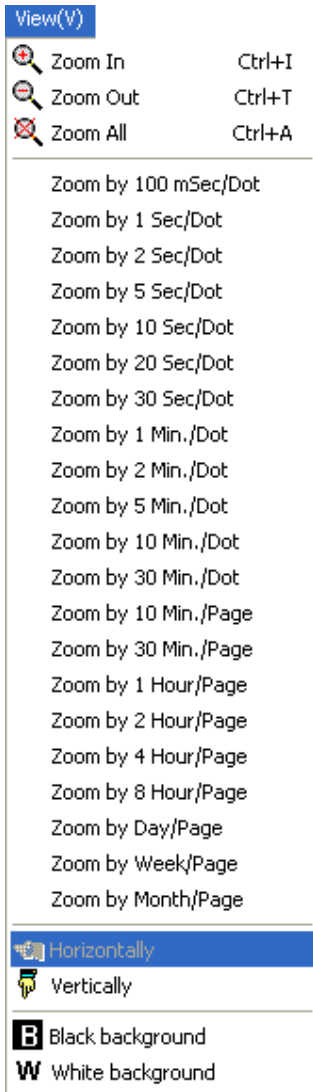 View(V)
Zoom In Ctrl+I
Zoom Out Ctrl+T
Zoom All Ctrl+A
Zoom by 100 mSec/Dot
Zoom by 1 Sec/Dot
Zoom by 2 Sec/Dot
Zoom by 5 Sec/Dot
Zoom by 10 Sec/Dot
Zoom by 20 Sec/Dot
Zoom by 30 Sec/Dot
Zoom by 1 Min./Dot
Zoom by 2 Min./Dot
Zoom by 5 Min./Dot
Zoom by 10 Min./Dot
Zoom by 30 Min./Dot
Zoom by 10 Min./Page
Zoom by 30 Min./Page
Zoom by 1 Hour/Page
Zoom by 2 Hour/Page
Zoom by 4 Hour/Page
Zoom by 8 Hour/Page
Zoom by Day/Page
Zoom by Week/Page
Zoom by Month/Page
Horizontally
Vertically
B Black background
W White background